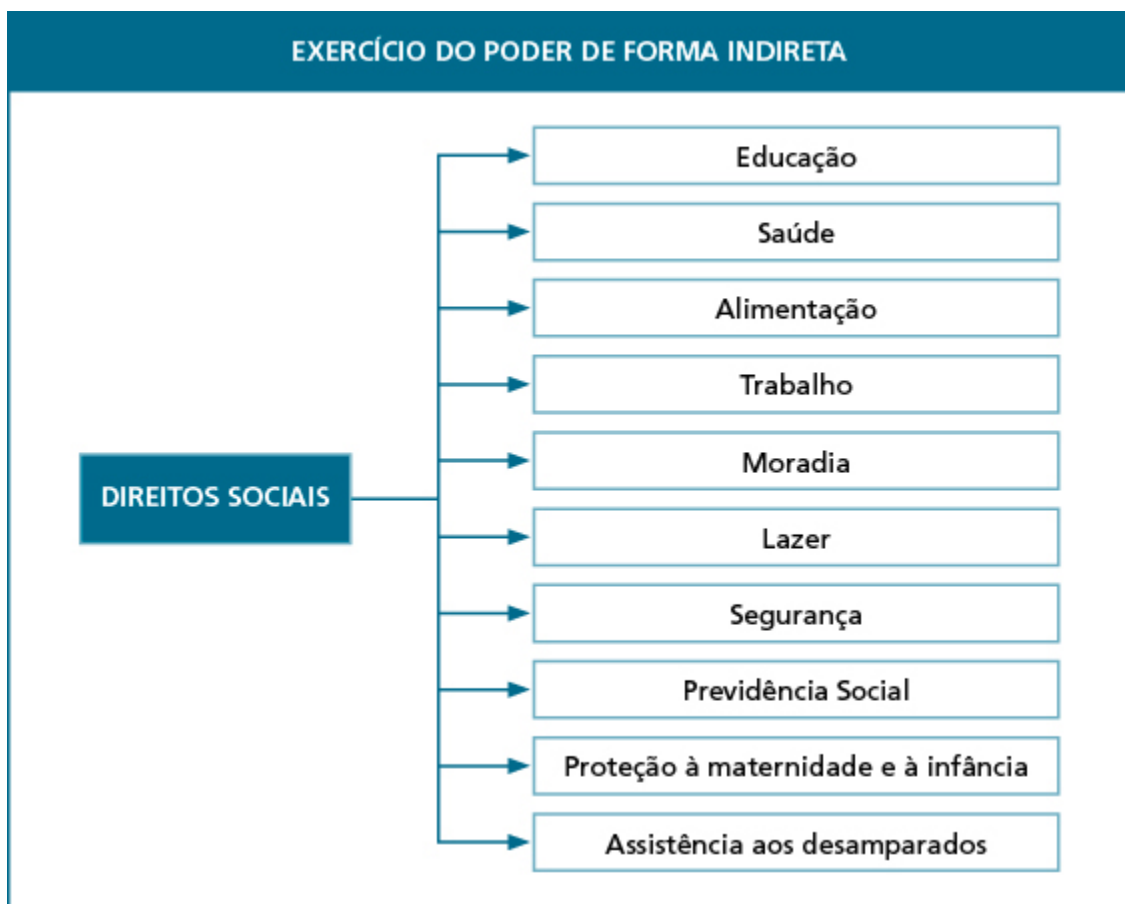 EXERCÍCIO DO PODER DE FORMA INDIRETA
Educação
Saúde
Alimentação
Trabalho
Moradia
DIREITOS SOCIAIS
Lazer
Segurança
Previdência Social
Proteção à maternidade e à infância
Assistência aos desamparados